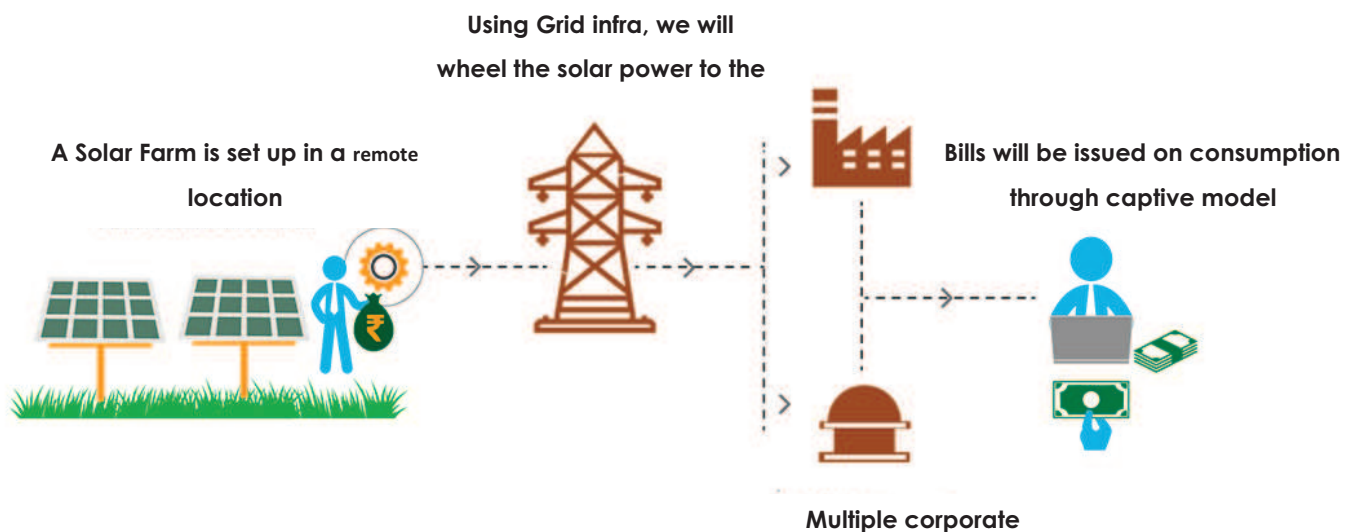 Using Grid infra, we will
wheel the solar power to the
A Solar Farm is set up in a remote
location
Bills will be issued on consumption
through captive model
₹
Multiple corporate